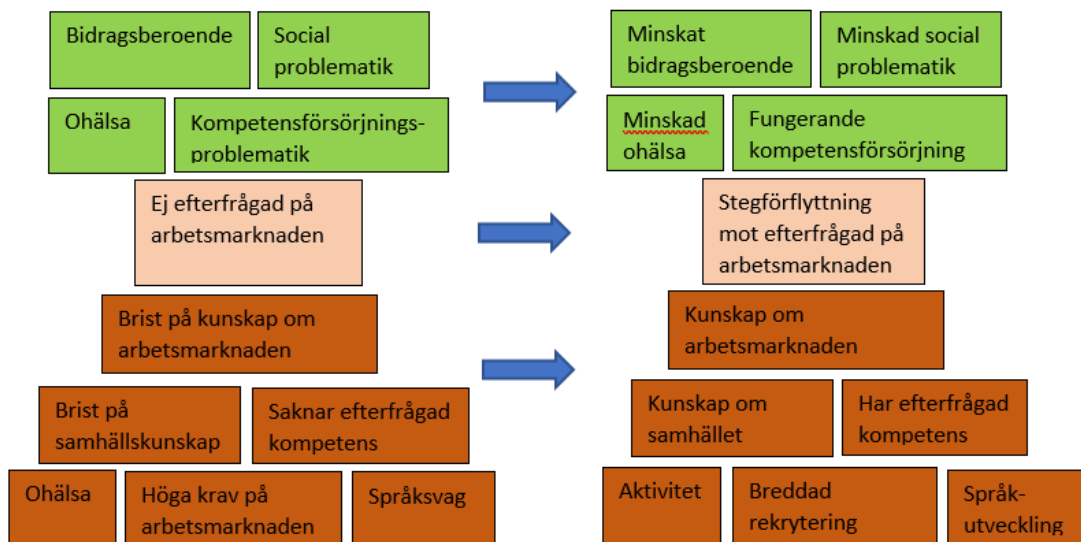 Bidragsberoende
Social
problematik
Ohälsa
Kompetensförsörjnings-
problematik
Ej efterfrågad på
arbetsmarknaden
Brist på kunskap om
arbetsmarknaden
Brist på
samhällskunskap
Saknar efterfrågad
kompetens
Ohälsa
Höga krav på
arbetsmarknaden
Språksvag
Minskat
bidragsberoende
Minskad social
problematik
Minskad
ohälsa
Fungerande
kompetensförsörjning
Stegförflyttning
mot efterfrågad på
arbetsmarknaden
Kunskap om
arbetsmarknaden
Kunskap om
samhället
Har efterfrågad
kompetens
Aktivitet
Breddad
rekrytering
Språk-
utveckling